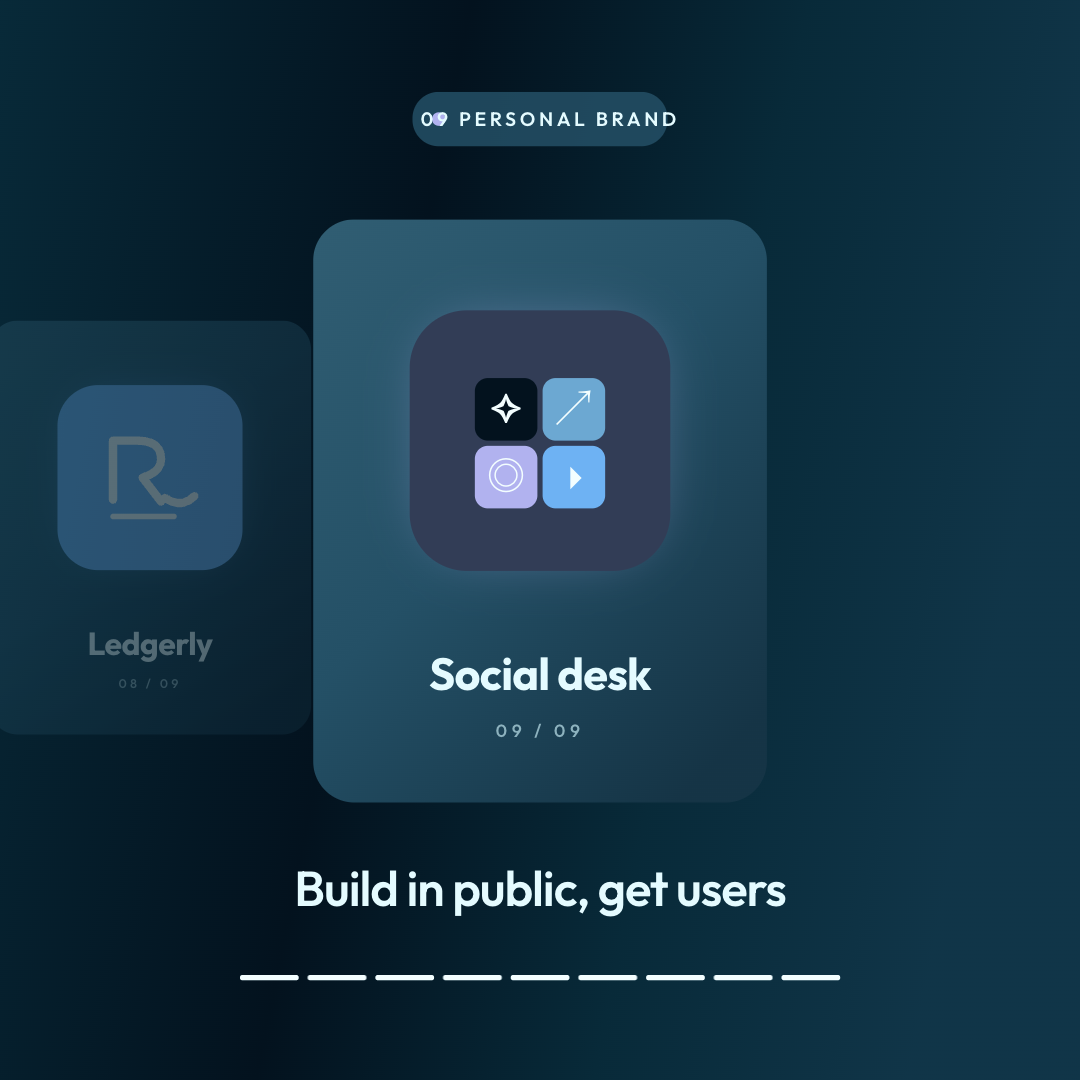 09 PERSONAL BRAND
R
Ledgerly
08 / 09
Social desk
09 / 09
Build in public, get users